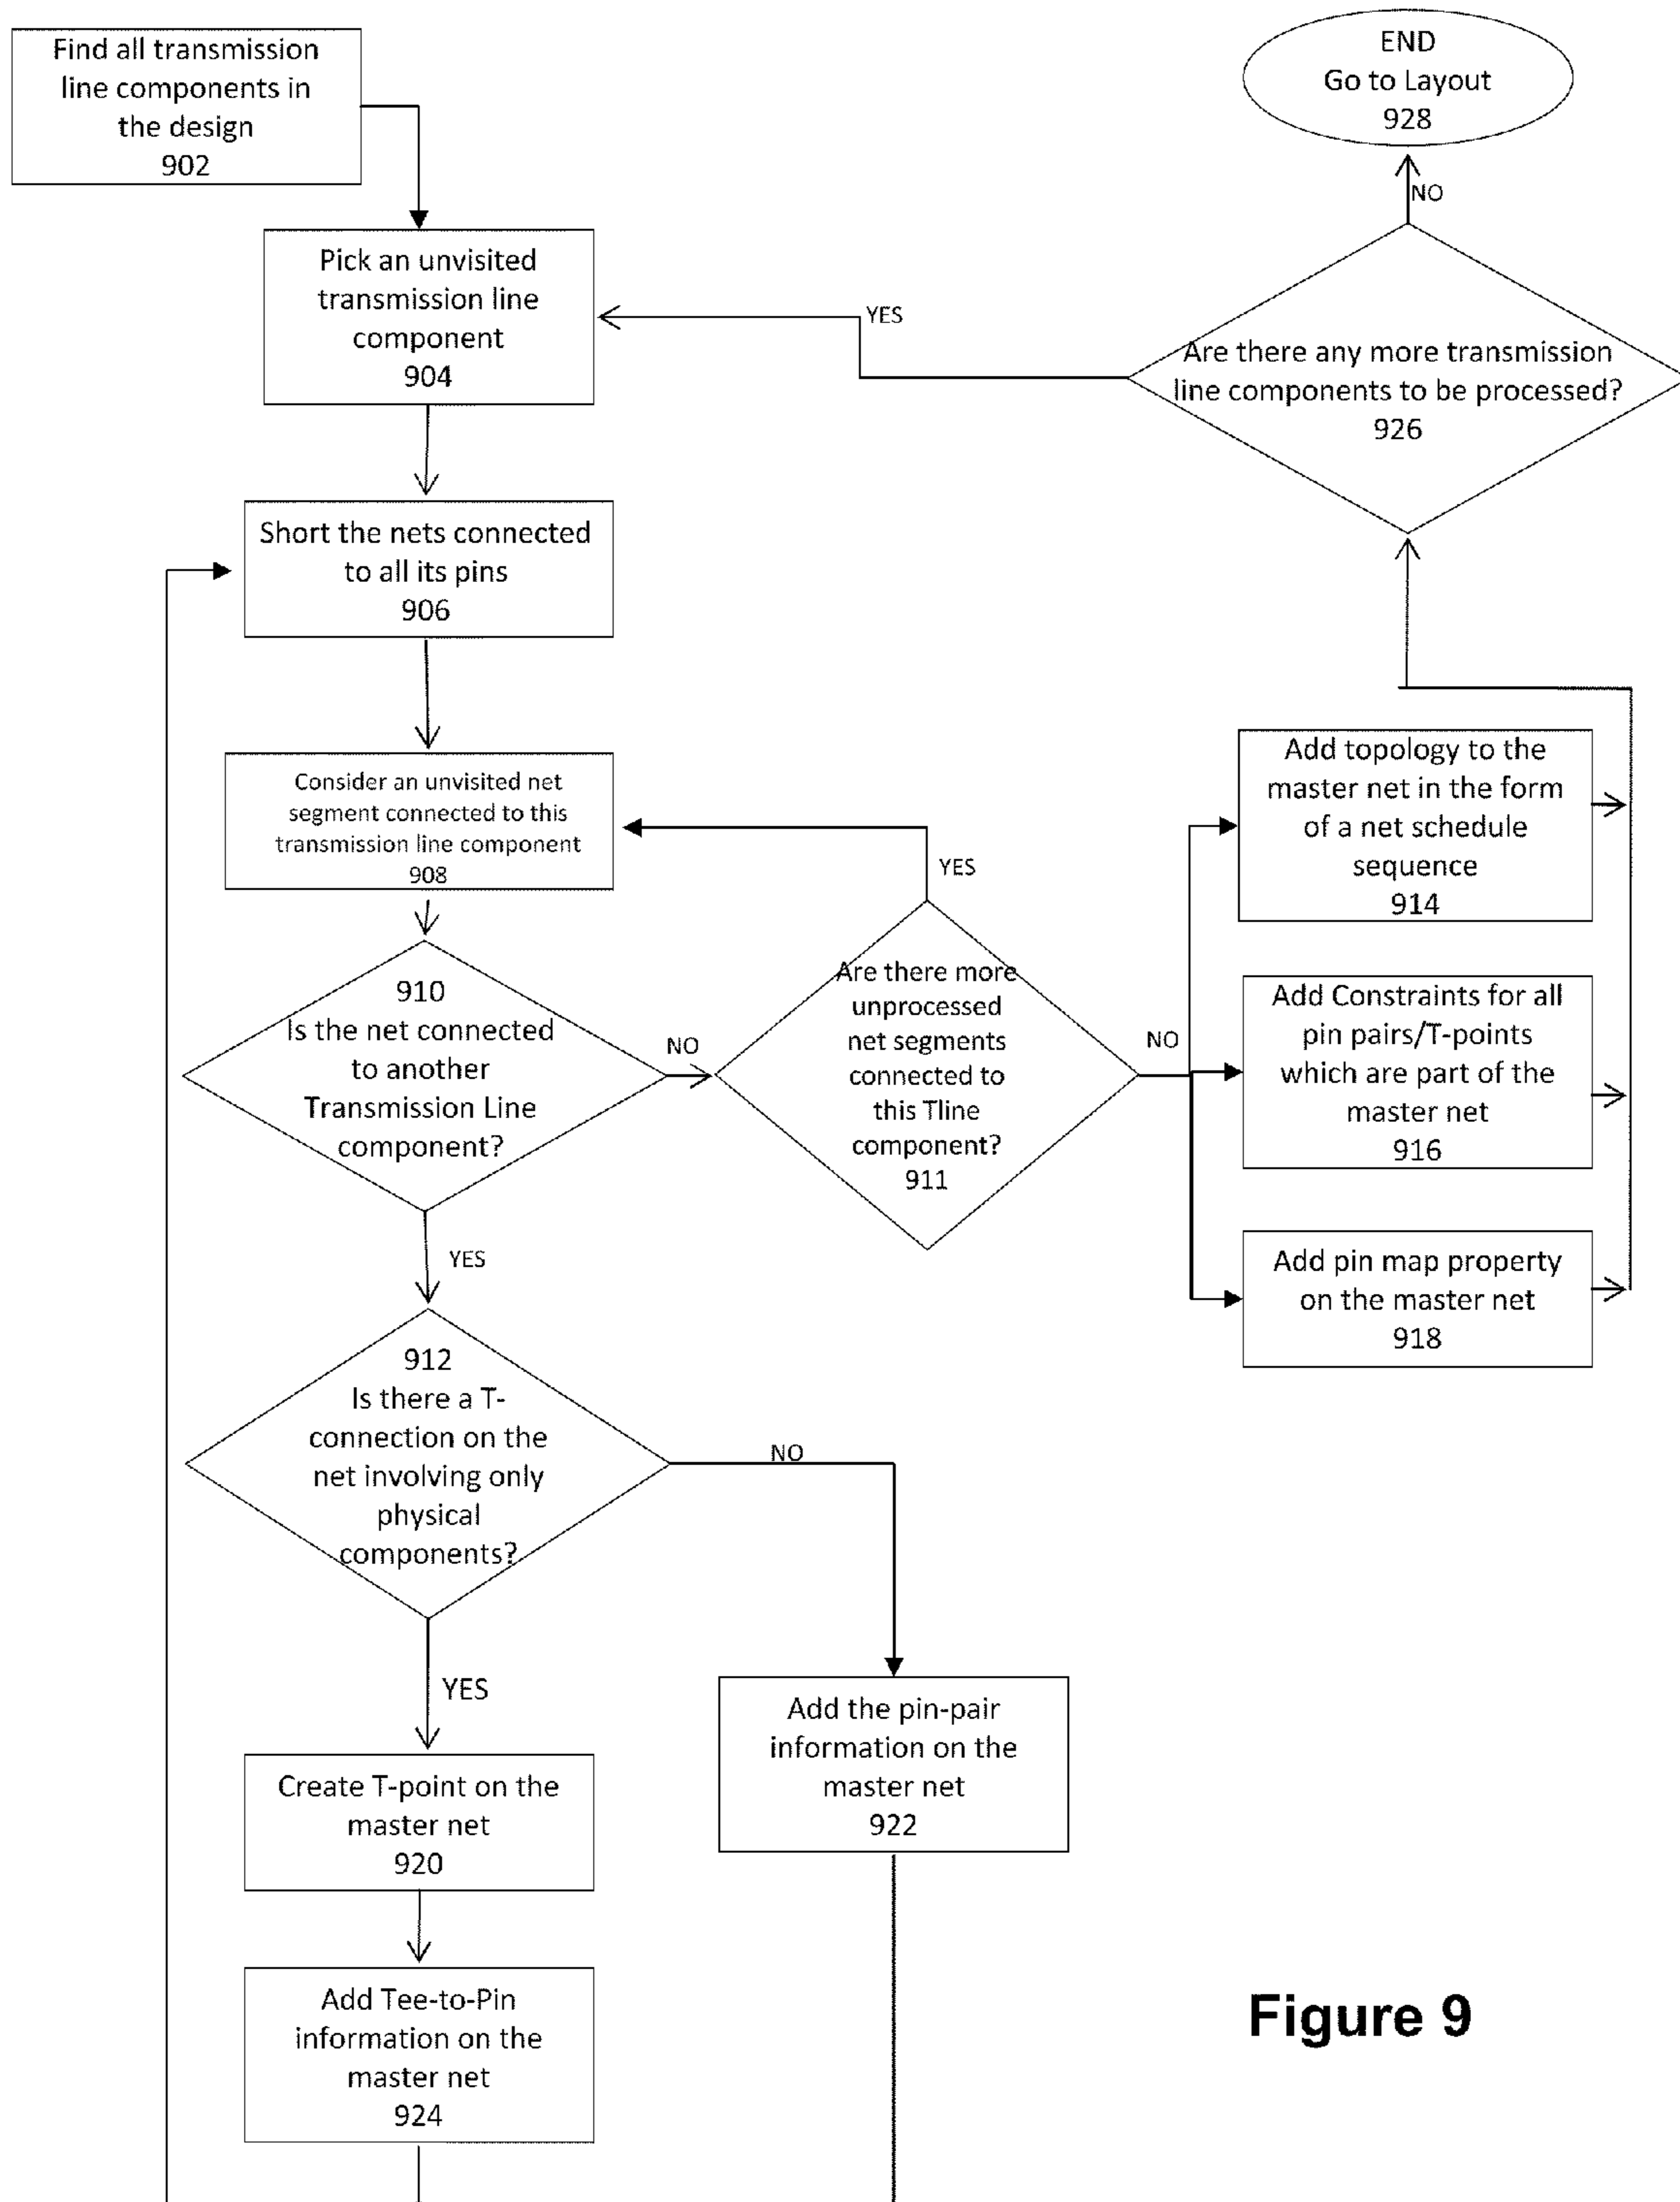 Find all transmission
line components in
the design
902
END
Go to Layout
928
NO
Pick an unvisited
transmission line
component
904
YES
Are there any more transmission
line components to be processed?
926
Short the nets connected
to all its pins
906
Consider an unvisited net
segment connected to this
transmission line component
908
YES
910
Is the net connected
to another
Transmission Line
component?
NO
Are there more
unprocessed
net segments
connected to
this Tline
component?
911
NO
Add topology to the
master net in the form
of a net schedule
sequence
914
Add Constraints for all
pin pairs/T-points
which are part of the
master net
916
Add pin map property
on the master net
918
YES
912
Is there a T-
connection on the
net involving only
physical
components?
NO
YES
Add the pin-pair
information on the
master net
922
Create T-point on the
master net
920
Add Tee-to-Pin
information on the
master net
924
Figure 9